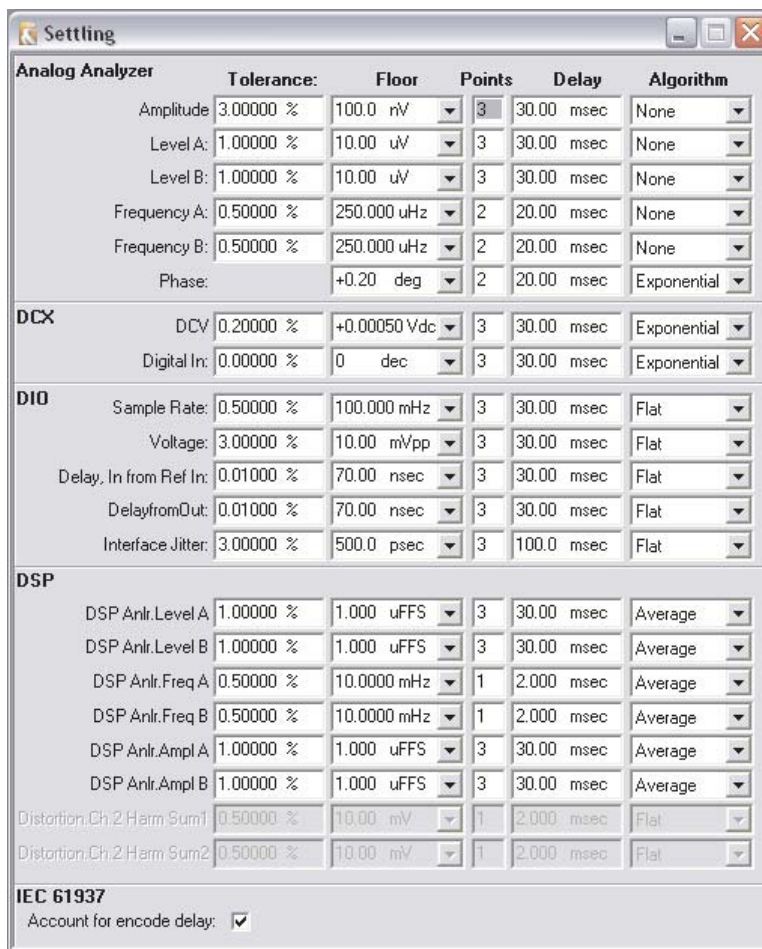 Settling
Analog Analyzer Tolerance: Floor Points Delay Algorithm
Amplitude 3.00000 % 100.0 nV 3 30.00 msec None
Level A: 1.00000 % 10.00 uV 3 30.00 msec None
Level B: 1.00000 % 10.00 uV 3 30.00 msec None
Frequency A: 0.50000 % 250.000 uHz 2 20.00 msec None
Frequency B: 0.50000 % 250.000 uHz 2 20.00 msec None
Phase: +0.20 deg 2 20.00 msec Exponential
DCX
DCV 0.20000 % +0.00050 Vdc 3 30.00 msec Exponential
Digital In: 0.00000 % 0 dec 3 30.00 msec Exponential
DIO
Sample Rate: 0.50000 % 100.000 mHz 3 30.00 msec Flat
Voltage: 3.00000 % 10.00 mVpp 3 30.00 msec Flat
Delay, In from Ref In: 0.01000 % 70.00 nsec 3 30.00 msec Flat
DelayfromOut: 0.01000 % 70.00 nsec 3 30.00 msec Flat
Interface Jitter: 3.00000 % 500.0 psec 3 100.0 msec Flat
DSP
DSP Anlr.Level A 1.00000 % 1.000 uFFS 3 30.00 msec Average
DSP Anlr.Level B 1.00000 % 1.000 uFFS 3 30.00 msec Average
DSP Anlr.Freq A 0.50000 % 10.0000 mHz 1 2.000 msec Average
DSP Anlr.Freq B 0.50000 % 10.0000 mHz 1 2.000 msec Average
DSP Anlr.Ampl A 1.00000 % 1.000 uFFS 3 30.00 msec Average
DSP Anlr.Ampl B 1.00000 % 1.000 uFFS 3 30.00 msec Average
Distortion.Ch.2 Harm Sum1 0.50000 % 10.00 mV 1 2.000 msec Flat
Distortion.Ch.2 Harm Sum2 0.50000 % 10.00 mV 1 2.000 msec Flat
IEC 61937
Account for encode delay: